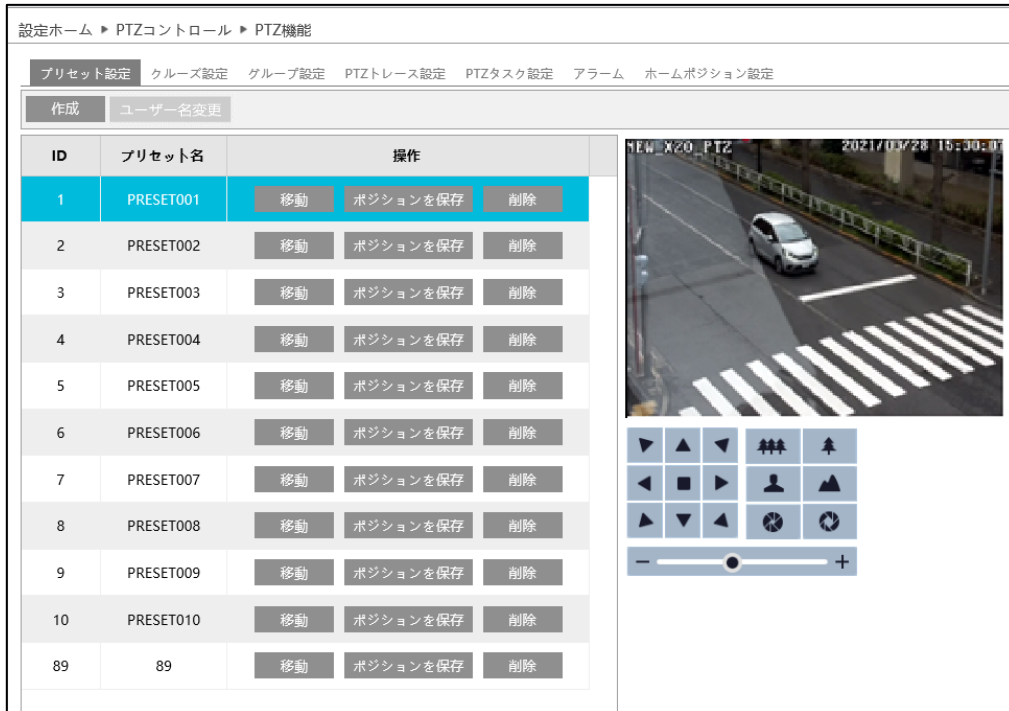 設定ホーム ▶ PTZコントロール ▶ PTZ機能
プリセット設定 クルーズ設定 グループ設定 PTZトレース設定 PTZタスク設定 アラーム ホームポジション設定
作成 ユーザー名変更
ID プリセット名 操作
1 PRESET001 移動 ポジションを保存 削除
2 PRESET002 移動 ポジションを保存 削除
3 PRESET003 移動 ポジションを保存 削除
4 PRESET004 移動 ポジションを保存 削除
5 PRESET005 移動 ポジションを保存 削除
6 PRESET006 移動 ポジションを保存 削除
7 PRESET007 移動 ポジションを保存 削除
8 PRESET008 移動 ポジションを保存 削除
9 PRESET009 移動 ポジションを保存 削除
10 PRESET010 移動 ポジションを保存 削除
89 89 移動 ポジションを保存 削除
NEW_X20_PTZ